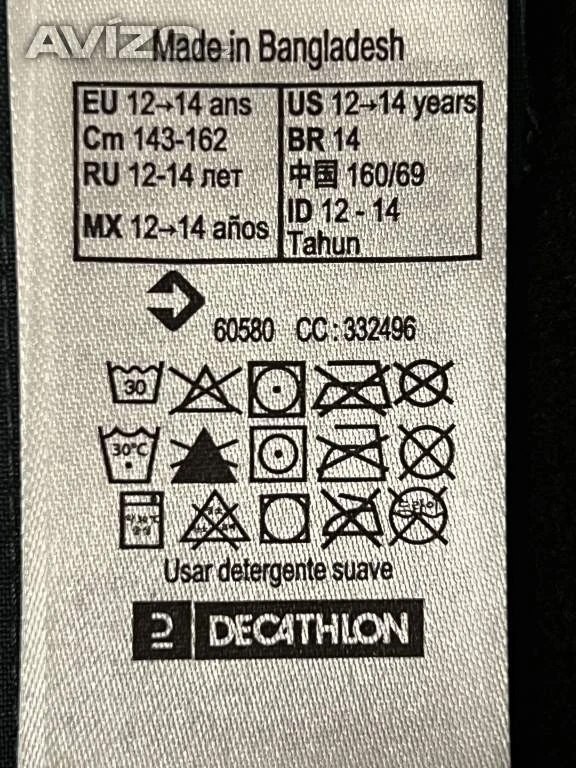 AVÍZO
Made in Bangladesh
EU 12→14 ans
Cm 143-162
RU 12-14 лет
MX 12→14 años
US 12→14 years
BR 14
中国 160/69
ID 12 - 14
Tahun
60580 CC : 332496
30
30°C
Usar detergente suave
DECATHLON